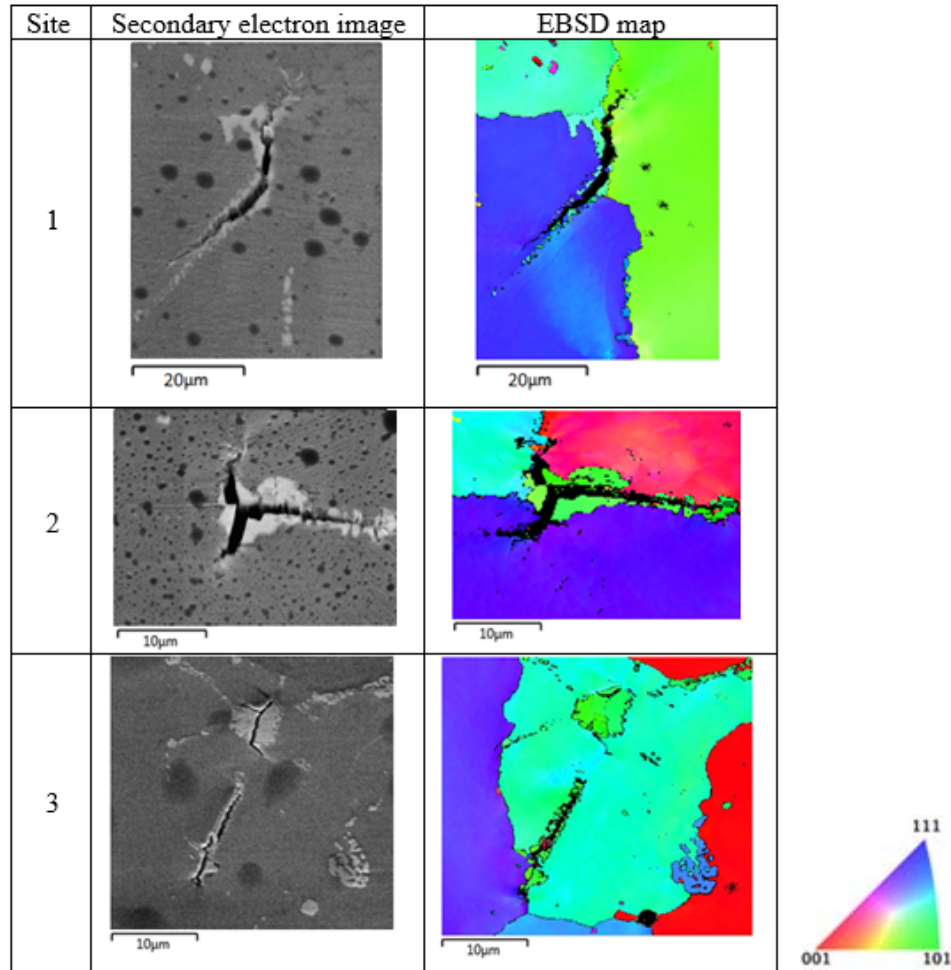 Site Secondary electron image EBSD map
1
20μm 20μm
2
10μm 10μm
3
10μm 10μm
111
001 101